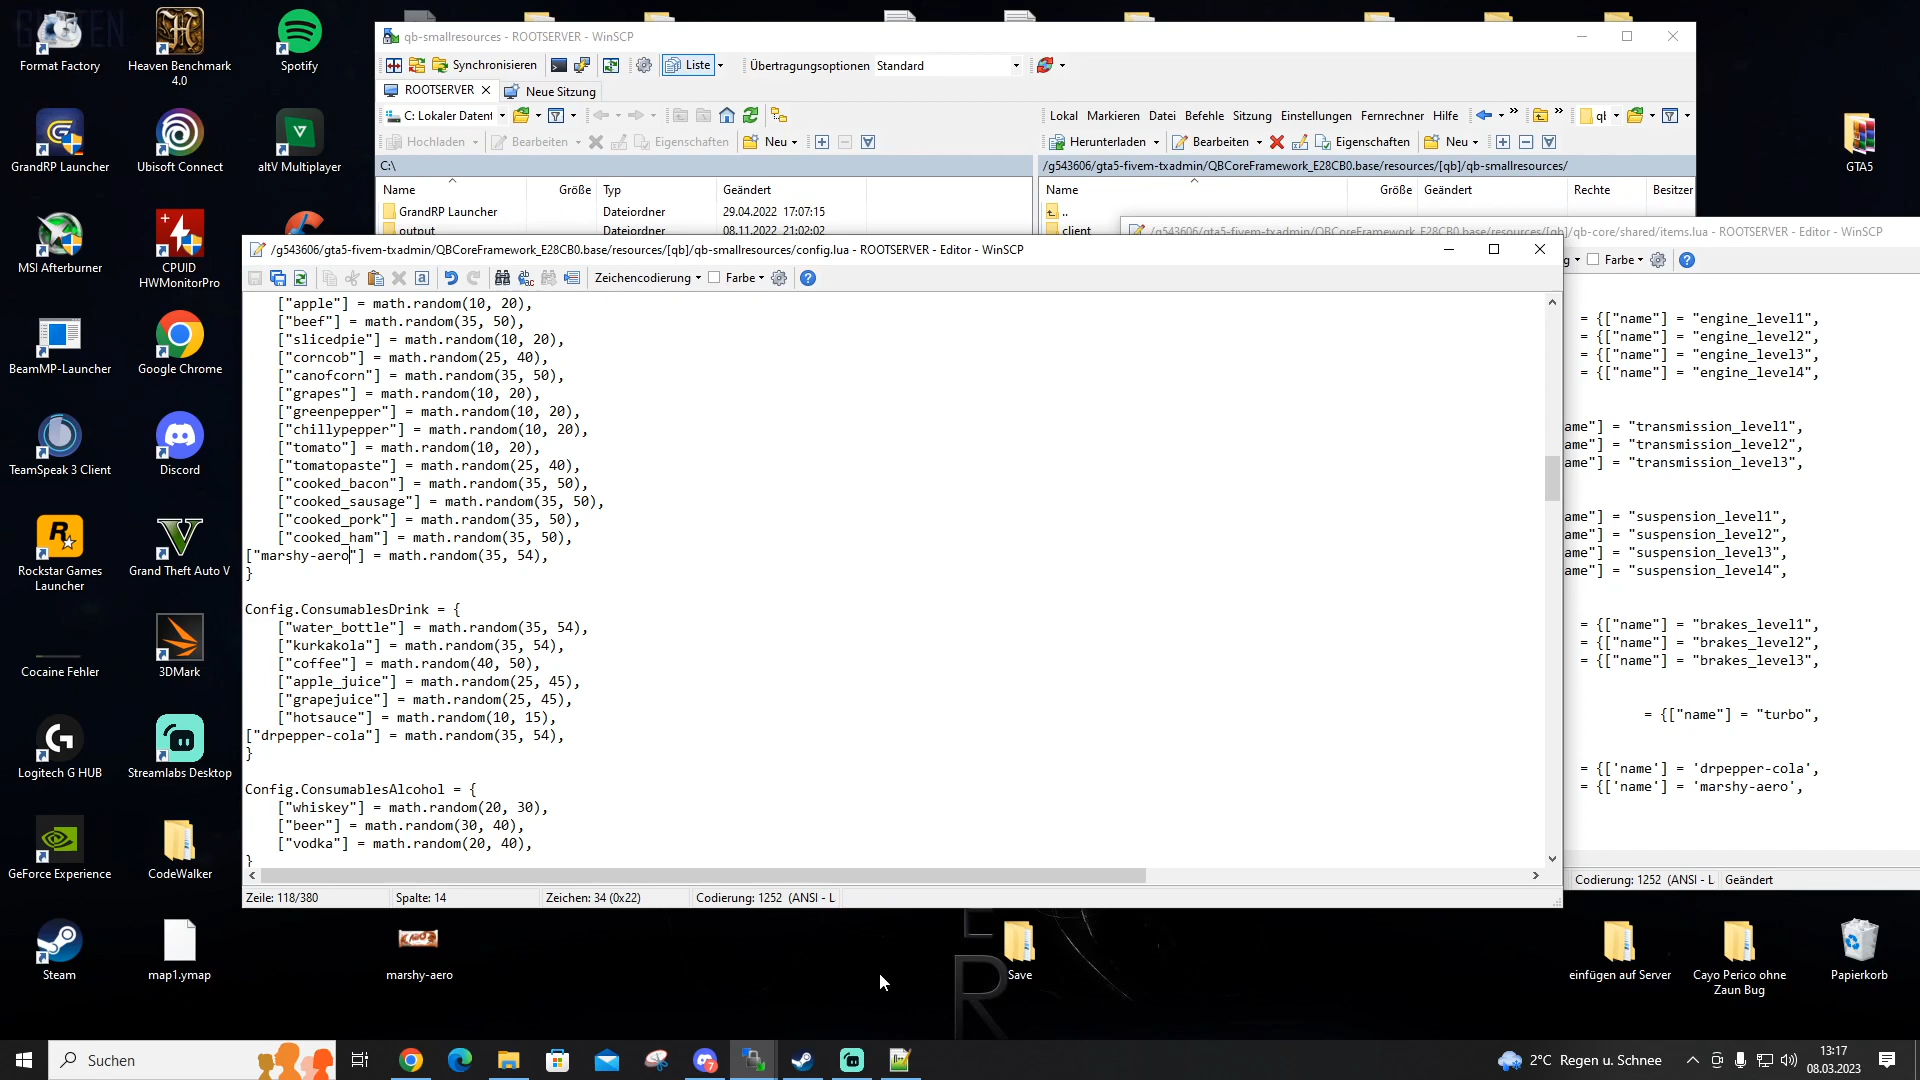 Format Factory
Heaven Benchmark
4.0
Spotify
GrandRP Launcher
Ubisoft Connect
altV Multiplayer
MSI Afterburner
CPUID
HWMonitorPro
BeamMP-Launcher
Google Chrome
TeamSpeak 3 Client
Discord
Rockstar Games
Launcher
Grand Theft Auto V
Cocaine Fehler
3DMark
Logitech G HUB
Streamlabs Desktop
GeForce Experience
CodeWalker
Steam
map1.ymap
marshy-aero
Save
einfügen auf Server
Cayo Perico ohne
Zaun Bug
Papierkorb
GTA5
qb-smallresources - ROOTSERVER - WinSCP
Synchronisieren
Liste
Übertragungsoptionen Standard
ROOTSERVER
Neue Sitzung
C: Lokaler Datent
Lokal Markieren Datei Befehle Sitzung Einstellungen Fernrechner Hilfe
Hochladen Bearbeiten Eigenschaften Neu
Herunterladen Bearbeiten Eigenschaften Neu
C:\
/g543606/gta5-fivem-txadmin/QBCoreFramework_E28CB0.base/resources/[qb]/qb-smallresources/
Name Größe Typ Geändert
Name Größe Geändert Rechte Besitzer
GrandRP Launcher Dateiordner 29.04.2022 17:07:15
output Dateiordner 08.11.2022 21:02:02
..
client
/g543606/gta5-fivem-txadmin/QBCoreFramework_E28CB0.base/resources/[qb]/qb-core/shared/items.lua - ROOTSERVER - Editor - WinSCP
Farbe
/g543606/gta5-fivem-txadmin/QBCoreFramework_E28CB0.base/resources/[qb]/qb-smallresources/config.lua - ROOTSERVER - Editor - WinSCP
Zeichencodierung Farbe
["apple"] = math.random(10, 20),
["beef"] = math.random(35, 50),
["slicedpie"] = math.random(10, 20),
["corncob"] = math.random(25, 40),
["canofcorn"] = math.random(35, 50),
["grapes"] = math.random(10, 20),
["greenpepper"] = math.random(10, 20),
["chillypepper"] = math.random(10, 20),
["tomato"] = math.random(10, 20),
["tomatopaste"] = math.random(25, 40),
["cooked_bacon"] = math.random(35, 50),
["cooked_sausage"] = math.random(35, 50),
["cooked_pork"] = math.random(35, 50),
["cooked_ham"] = math.random(35, 50),
["marshy-aero"] = math.random(35, 54),
}
Config.ConsumablesDrink = {
["water_bottle"] = math.random(35, 54),
["kurkakola"] = math.random(35, 54),
["coffee"] = math.random(40, 50),
["apple_juice"] = math.random(25, 45),
["grapejuice"] = math.random(25, 45),
["hotsauce"] = math.random(10, 15),
["drpepper-cola"] = math.random(35, 54),
}
Config.ConsumablesAlcohol = {
["whiskey"] = math.random(20, 30),
["beer"] = math.random(30, 40),
["vodka"] = math.random(20, 40),
}
Zeile: 118/380 Spalte: 14 Zeichen: 34 (0x22) Codierung: 1252 (ANSI - L
= {["name"] = "engine_level1",
= {["name"] = "engine_level2",
= {["name"] = "engine_level3",
= {["name"] = "engine_level4",
ame"] = "transmission_level1",
ame"] = "transmission_level2",
ame"] = "transmission_level3",
ame"] = "suspension_level1",
ame"] = "suspension_level2",
ame"] = "suspension_level3",
ame"] = "suspension_level4",
= {["name"] = "brakes_level1",
= {["name"] = "brakes_level2",
= {["name"] = "brakes_level3",
= {["name"] = "turbo",
= {['name'] = 'drpepper-cola',
= {['name'] = 'marshy-aero',
Codierung: 1252 (ANSI - L Geändert
Suchen
2°C Regen u. Schnee
13:17
08.03.2023